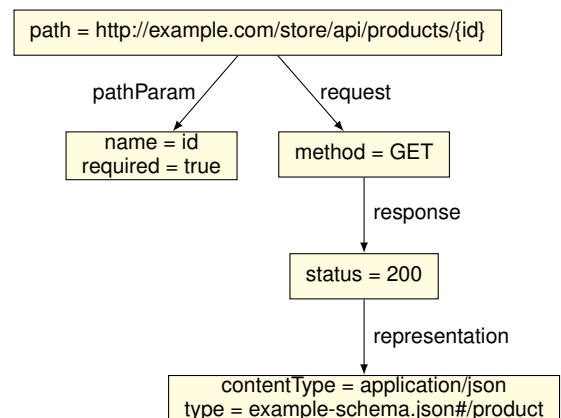 path = http://example.com/store/api/products/{id}
pathParam
request
name = id
required = true
method = GET
response
status = 200
representation
contentType = application/json
type = example-schema.json#/product